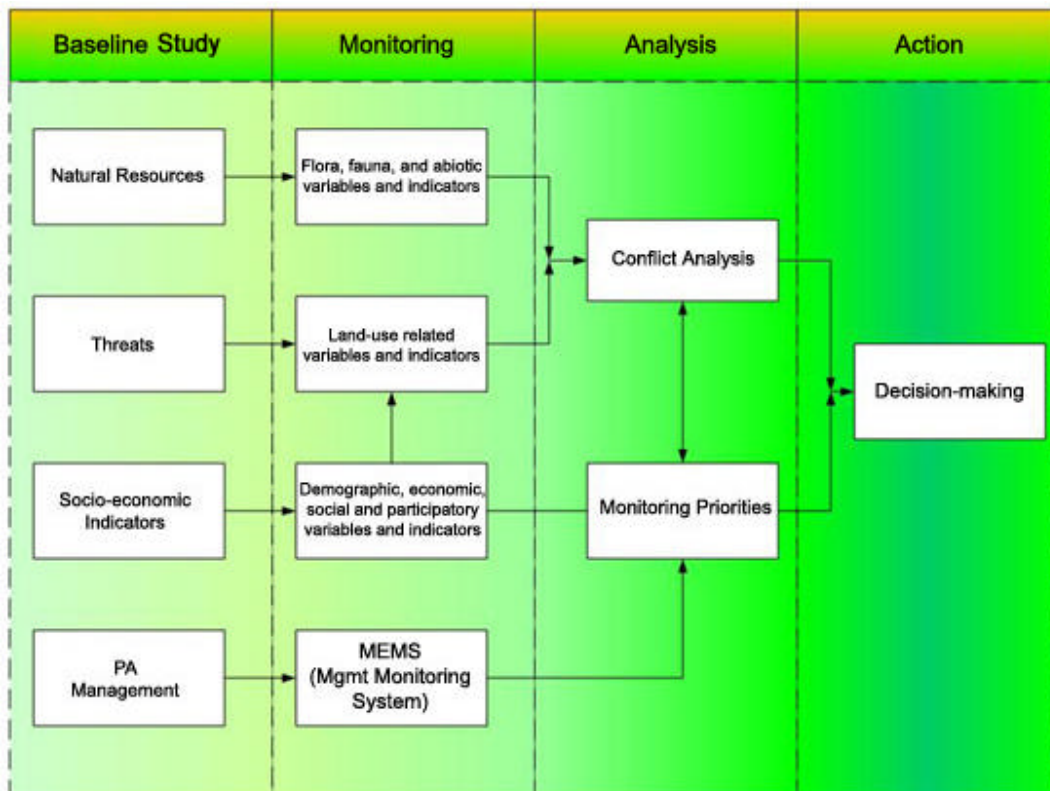 Baseline Study
Monitoring
Analysis
Action
Natural Resources
Flora, fauna, and abiotic
variables and indicators
Conflict Analysis
Threats
Land-use related
variables and indicators
Decision-making
Socio-economic
Indicators
Demographic, economic,
social and participatory
variables and indicators
Monitoring Priorities
PA
Management
MEMS
(Mgmt Monitoring
System)